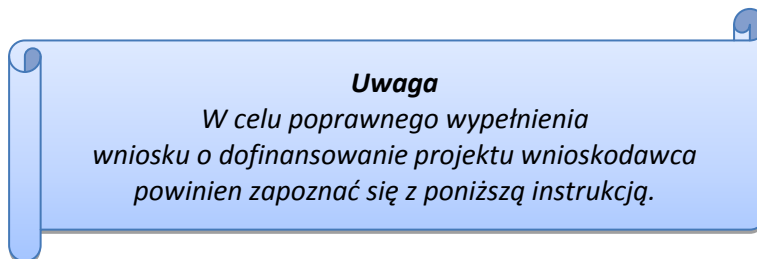 Uwaga
W celu poprawnego wypełnienia
wniosku o dofinansowanie projektu wnioskodawca
powinien zapoznać się z poniższą instrukcją.